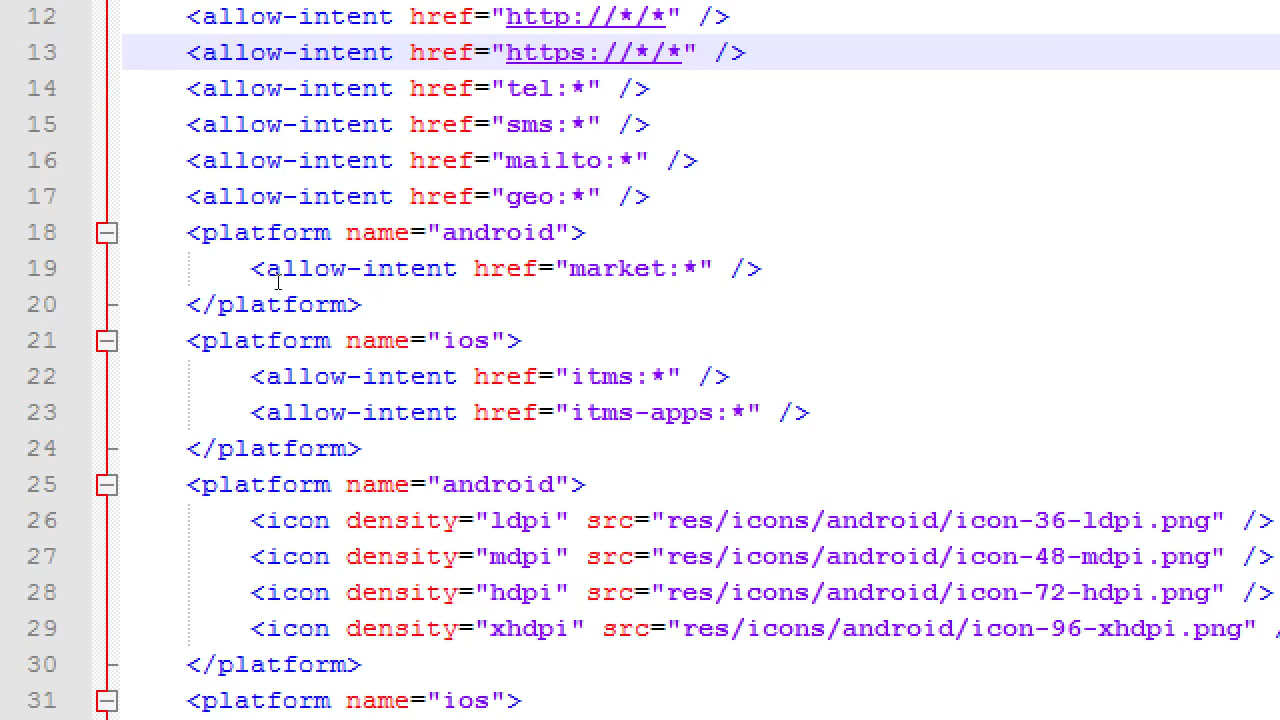 12 <allow-intent href="http://*/*" />
13 <allow-intent href="https://*/*" />
14 <allow-intent href="tel:*" />
15 <allow-intent href="sms:*" />
16 <allow-intent href="mailto:*" />
17 <allow-intent href="geo:*" />
18 <platform name="android">
19 <allow-intent href="market:*" />
20 </platform>
21 <platform name="ios">
22 <allow-intent href="itms:*" />
23 <allow-intent href="itms-apps:*" />
24 </platform>
25 <platform name="android">
26 <icon density="ldpi" src="res/icons/android/icon-36-ldpi.png" />
27 <icon density="mdpi" src="res/icons/android/icon-48-mdpi.png" />
28 <icon density="hdpi" src="res/icons/android/icon-72-hdpi.png" />
29 <icon density="xhdpi" src="res/icons/android/icon-96-xhdpi.png" /
30 </platform>
31 <platform name="ios">